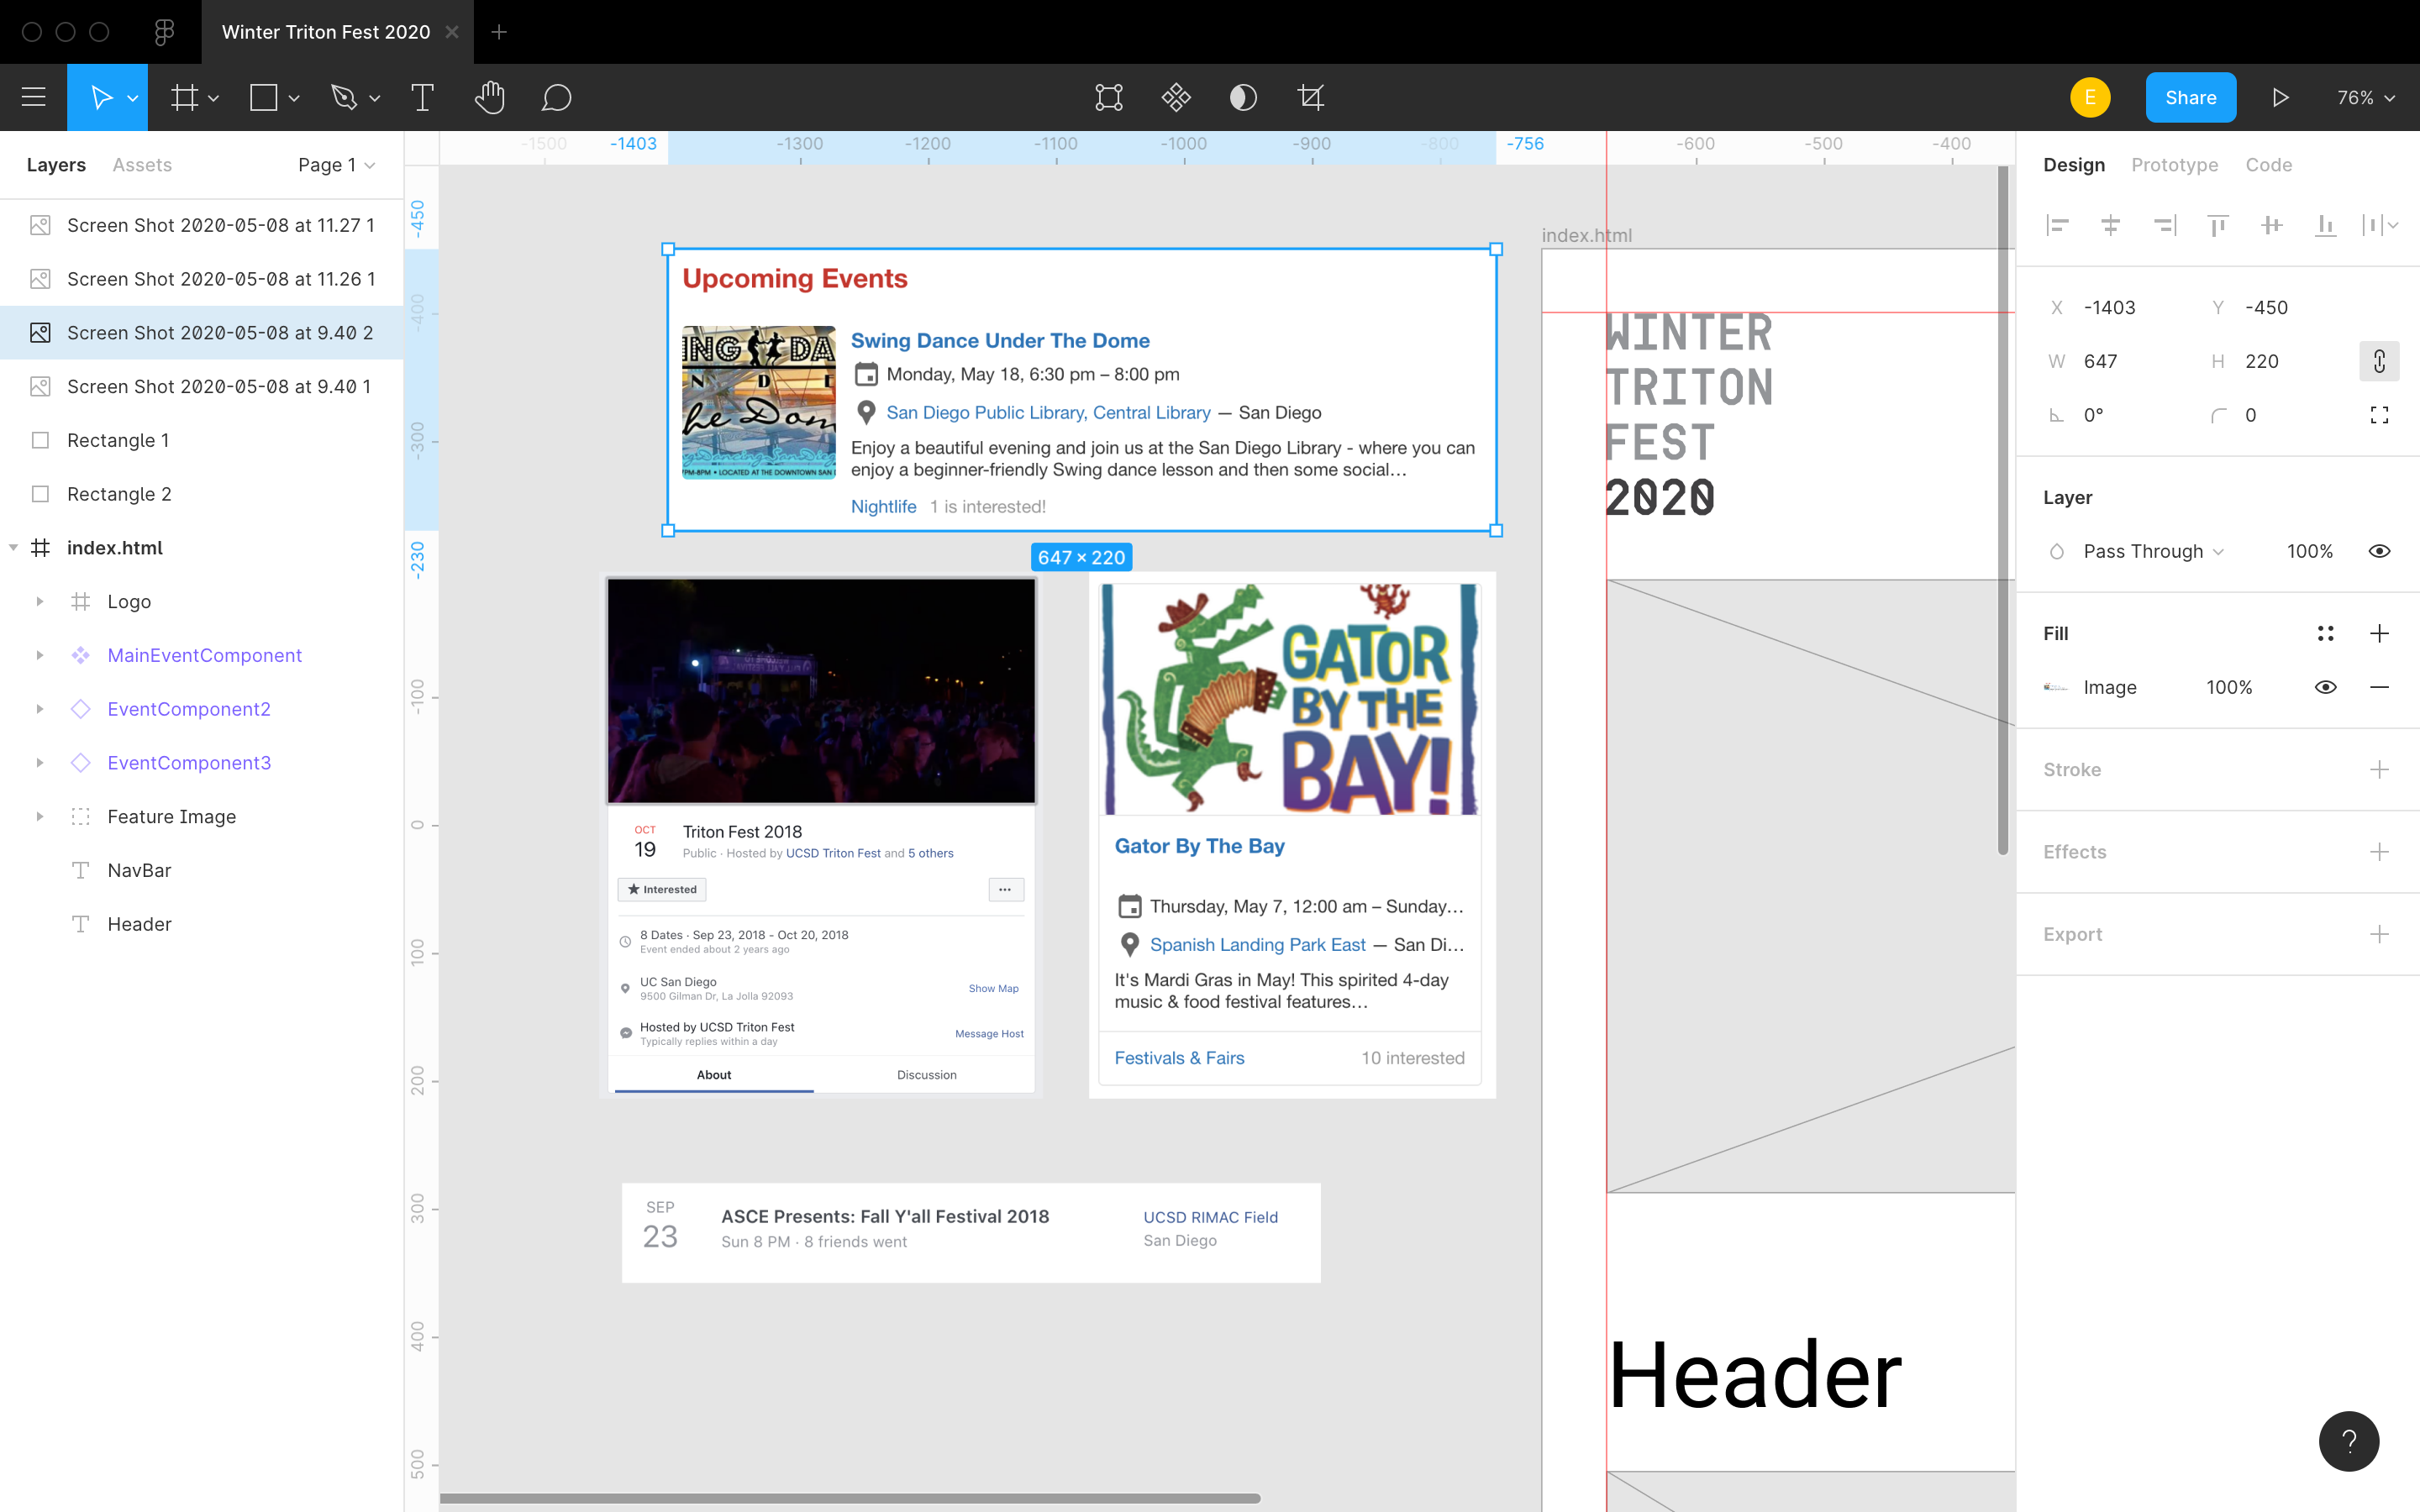 Winter Triton Fest 2020
T
E
Share
76%
Layers Assets Page 1
Screen Shot 2020-05-08 at 11.27 1
Screen Shot 2020-05-08 at 11.26 1
Screen Shot 2020-05-08 at 9.40 2
Screen Shot 2020-05-08 at 9.40 1
Rectangle 1
Rectangle 2
index.html
Logo
MainEventComponent
EventComponent2
EventComponent3
Feature Image
NavBar
Header
-1500 -1403 -1300 -1200 -1100 -1000 -900 -800 -756 -600 -500 -400
-450
-400
-300
-230
-100
0
100
200
300
400
500
Upcoming Events
ING DA
N D E
he Dom
PM-8PM • LOCATED AT THE DOWNTOWN SAN
Swing Dance Under The Dome
Monday, May 18, 6:30 pm – 8:00 pm
San Diego Public Library, Central Library — San Diego
Enjoy a beautiful evening and join us at the San Diego Library - where you can
enjoy a beginner-friendly Swing dance lesson and then some social…
Nightlife 1 is interested!
647 × 220
OCT
19
Triton Fest 2018
Public · Hosted by UCSD Triton Fest and 5 others
Interested
8 Dates · Sep 23, 2018 - Oct 20, 2018
Event ended about 2 years ago
UC San Diego
9500 Gilman Dr, La Jolla 92093
Show Map
Hosted by UCSD Triton Fest
Typically replies within a day
Message Host
About Discussion
GATOR
BY THE
BAY!
Gator By The Bay
Thursday, May 7, 12:00 am – Sunday…
Spanish Landing Park East — San Di…
It's Mardi Gras in May! This spirited 4-day
music & food festival features…
Festivals & Fairs 10 interested
SEP
23
ASCE Presents: Fall Y'all Festival 2018
Sun 8 PM · 8 friends went
UCSD RIMAC Field
San Diego
index.html
WINTER
TRITON
FEST
2020
Header
Design Prototype Code
X -1403 Y -450
W 647 H 220
0° 0
Layer
Pass Through 100%
Fill
Image 100%
Stroke
Effects
Export
?